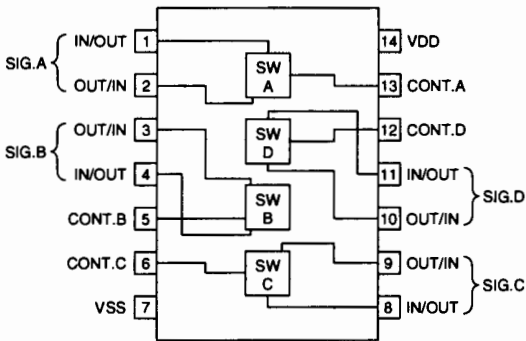 IN/OUT 1 14 VDD
SIG.A SW A
OUT/IN 2 13 CONT.A
OUT/IN 3 12 CONT.D
SIG.B SW D
IN/OUT 4 11 IN/OUT
SIG.D
CONT.B 5 SW B 10 OUT/IN
CONT.C 6 SW C 9 OUT/IN
SIG.C
VSS 7 8 IN/OUT